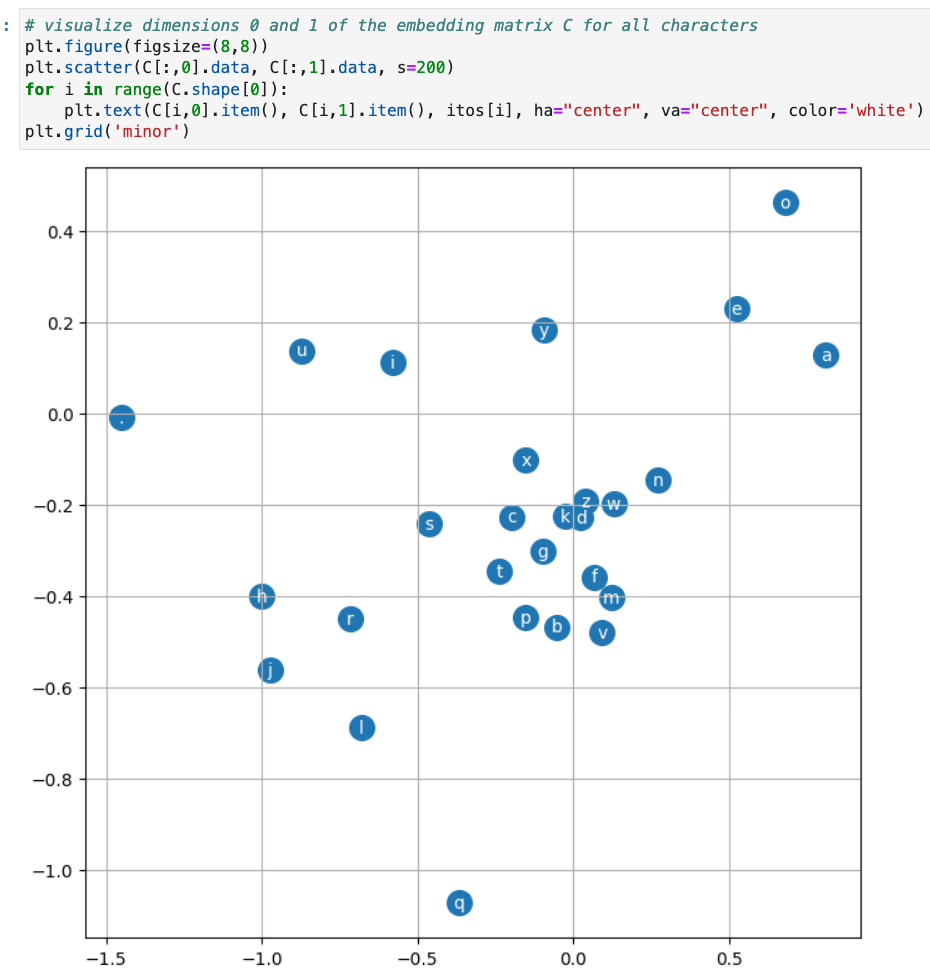 :
# visualize dimensions 0 and 1 of the embedding matrix C for all characters
plt.figure(figsize=(8,8))
plt.scatter(C[:,0].data, C[:,1].data, s=200)
for i in range(C.shape[0]):
    plt.text(C[i,0].item(), C[i,1].item(), itos[i], ha="center", va="center", color='white')
plt.grid('minor')
o
0.4
e
0.2
y
u
a
i
0.0
.
x
n
z
w
−0.2
k
d
c
s
g
t
f
−0.4
h
m
r
p
b
v
j
−0.6
l
−0.8
−1.0
q
−1.5 −1.0 −0.5 0.0 0.5